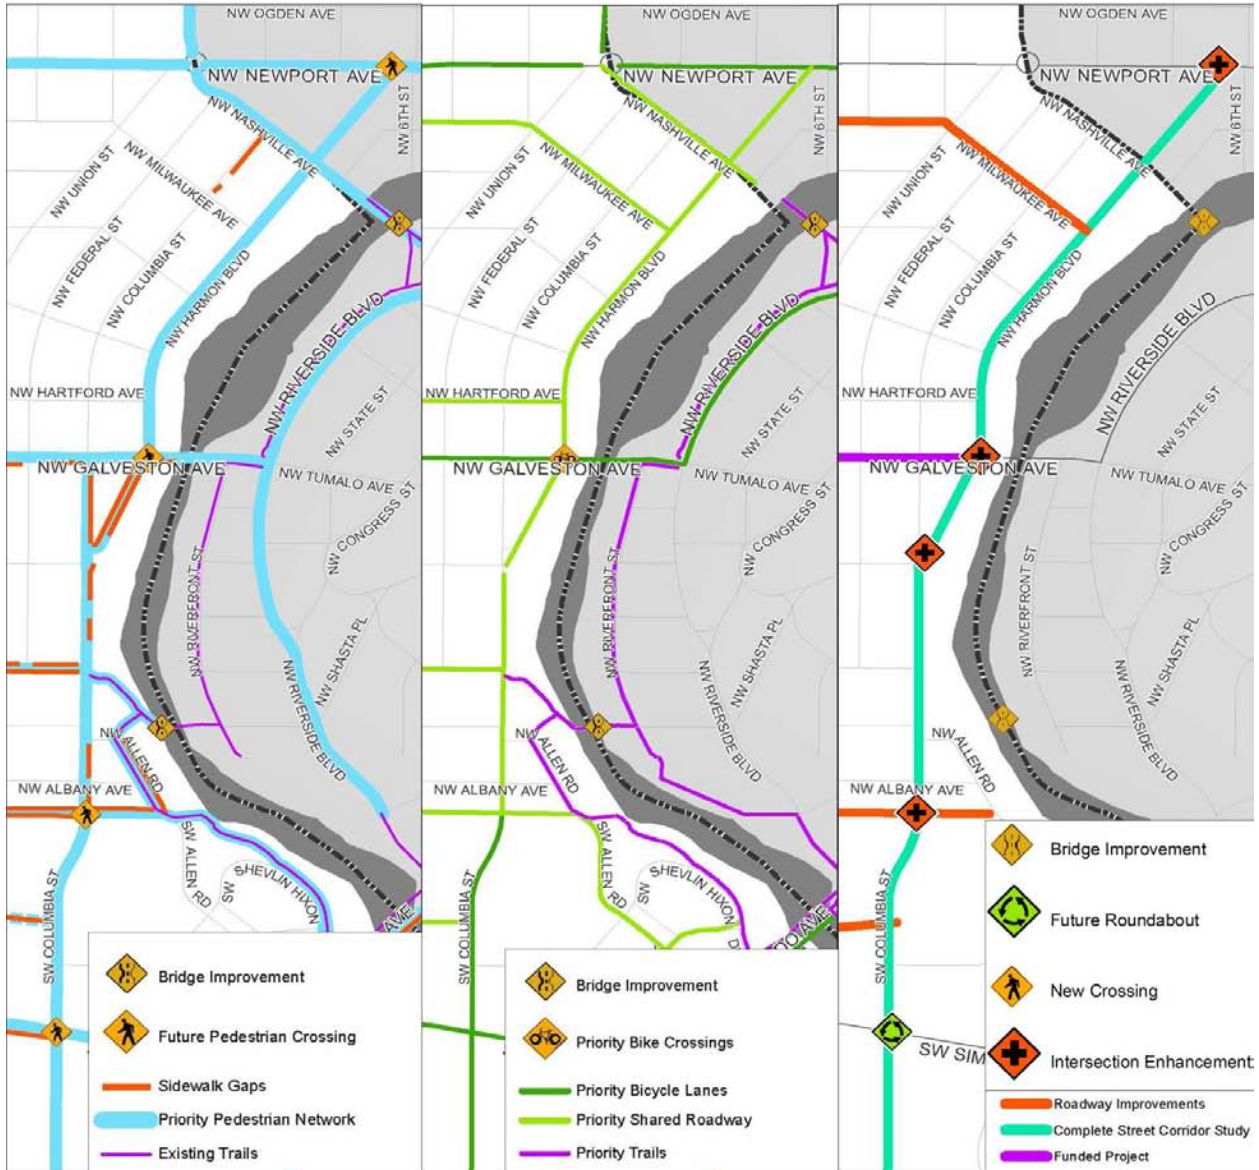 NW OGDEN AVE
NW NEWPORT AVE
NW NASHVILLE AVE
NW 6TH ST
NW UNION ST
NW MILWAUKEE AVE
NW FEDERAL ST
NW COLUMBIA ST
NW HARMON BLVD
NW RIVERSIDE BLVD
NW HARTFORD AVE
NW STATE ST
NW GALVESTON AVE
NW TUMALO AVE
NW CONGRESS ST
NW RIVERFRONT ST
NW SHASTA PL
NW RIVERSIDE BLVD
NW ALLEN RD
NW ALBANY AVE
SW COLUMBIA ST
SW ALLEN RD
SW
SHEVLIN HIXON
AVE
Bridge Improvement
Future Pedestrian Crossing
Sidewalk Gaps
Priority Pedestrian Network
Existing Trails
NW OGDEN AVE
NW NEWPORT AVE
NW NASHVILLE AVE
NW 6TH ST
NW UNION ST
NW MILWAUKEE AVE
NW FEDERAL ST
NW COLUMBIA ST
NW HARMON BLVD
NW RIVERSIDE BLVD
NW HARTFORD AVE
NW STATE ST
NW GALVESTON AVE
NW TUMALO AVE
NW CONGRESS ST
NW RIVERFRONT ST
NW SHASTA PL
NW RIVERSIDE BLVD
NW ALLEN RD
NW ALBANY AVE
SW COLUMBIA ST
SW ALLEN RD
SW
SHEVLIN HIXON
D
AVE
Bridge Improvement
Priority Bike Crossings
Priority Bicycle Lanes
Priority Shared Roadway
Priority Trails
NW OGDEN AVE
NW NEWPORT AVE
NW NASHVILLE AVE
NW 6TH ST
NW UNION ST
NW MILWAUKEE AVE
NW FEDERAL ST
NW COLUMBIA ST
NW HARMON BLVD
NW RIVERSIDE BLVD
NW HARTFORD AVE
NW STATE ST
NW GALVESTON AVE
NW TUMALO AVE
NW CONGRESS ST
NW RIVERFRONT ST
NW SHASTA PL
NW RIVERSIDE BLVD
NW ALLEN RD
NW ALBANY AVE
SW COLUMBIA ST
SW SIM
Bridge Improvement
Future Roundabout
New Crossing
Intersection Enhancement
Roadway Improvements
Complete Street Corridor Study
Funded Project